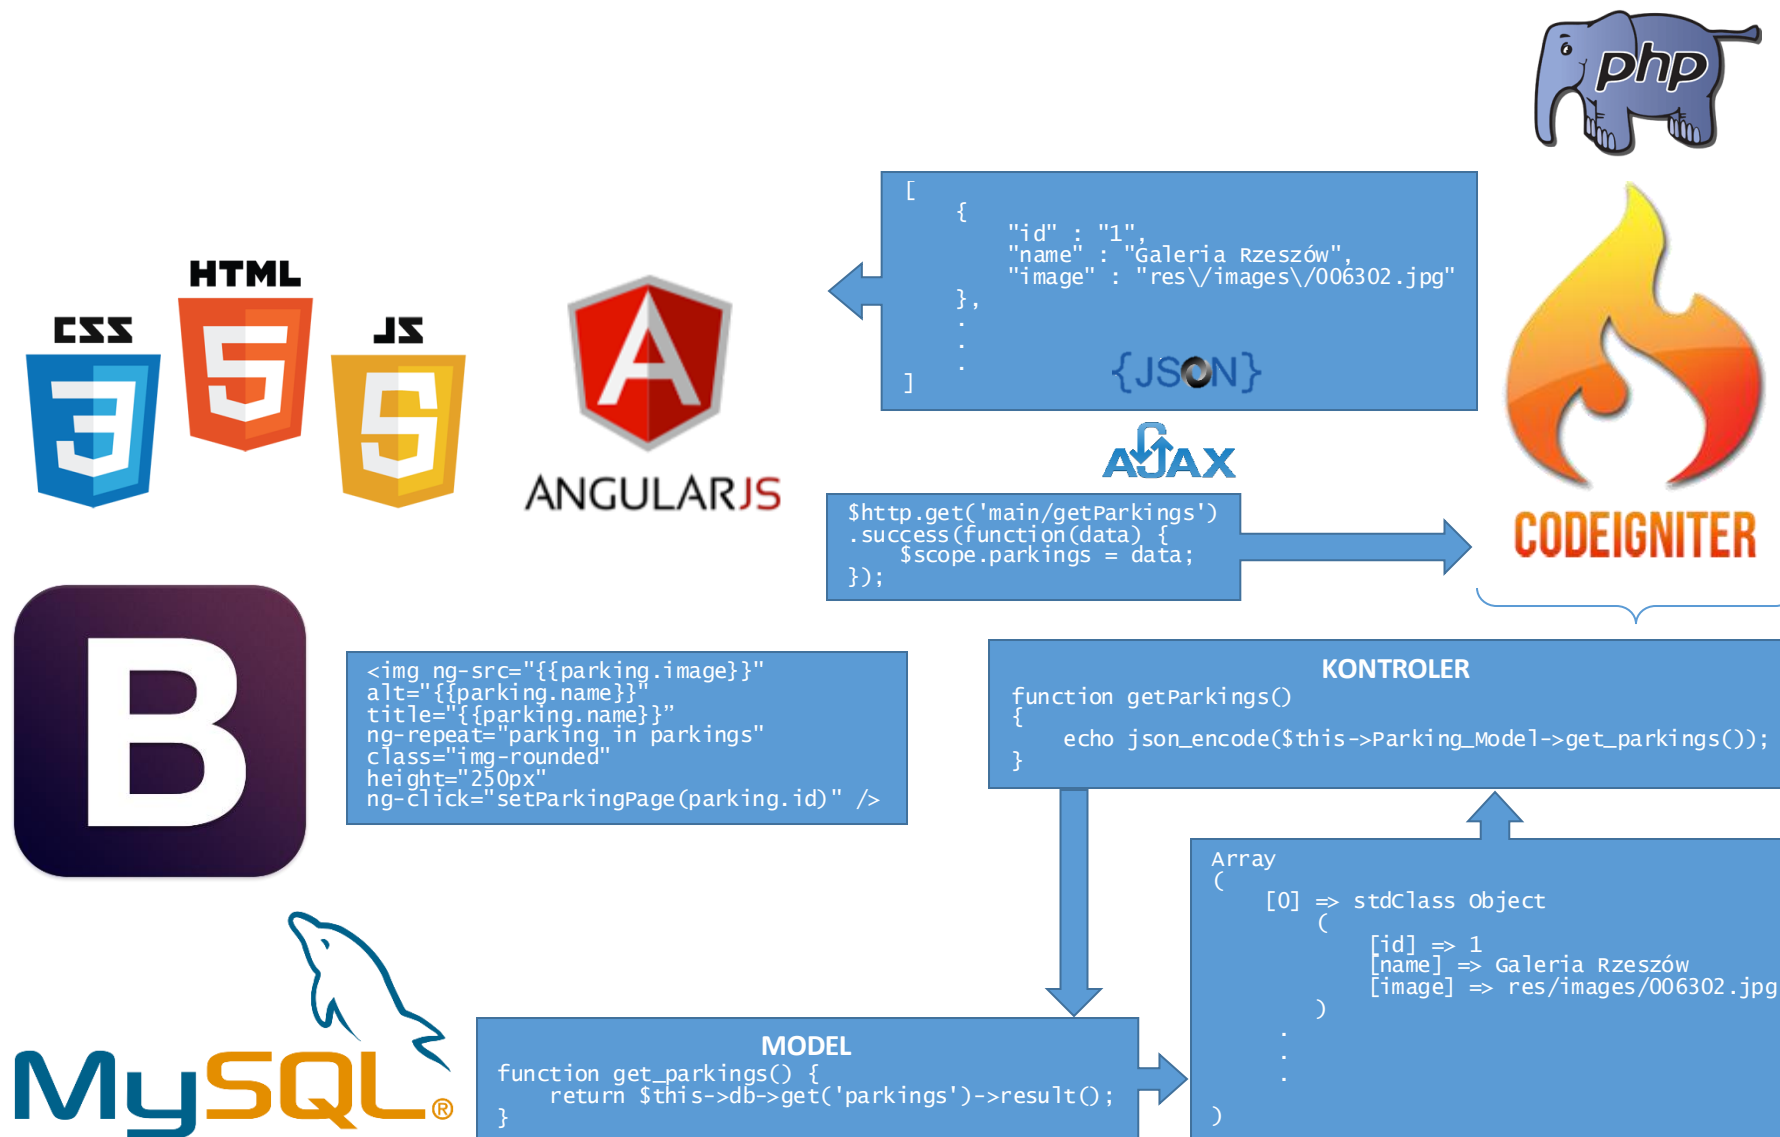 php
[
{
"id" : "1",
"name" : "Galeria Rzeszów",
"image" : "res\/images\/006302.jpg"
},
.
.
.
]
{JSON}
HTML
5
CSS
3
JS
5
A
ANGULARJS
AJAX
$http.get('main/getParkings')
.success(function(data) {
$scope.parkings = data;
});
CODEIGNITER
B
<img ng-src="{{parking.image}}"
alt="{{parking.name}}"
title="{{parking.name}}”
ng-repeat="parking in parkings"
class="img-rounded"
height="250px"
ng-click="setParkingPage(parking.id)" />
KONTROLER
function getParkings()
{
echo json_encode($this->Parking_Model->get_parkings());
}
Array
(
[0] => stdClass Object
(
[id] => 1
[name] => Galeria Rzeszów
[image] => res/images/006302.jpg
)
.
.
.
)
MySQL®
MODEL
function get_parkings() {
return $this->db->get('parkings')->result();
}